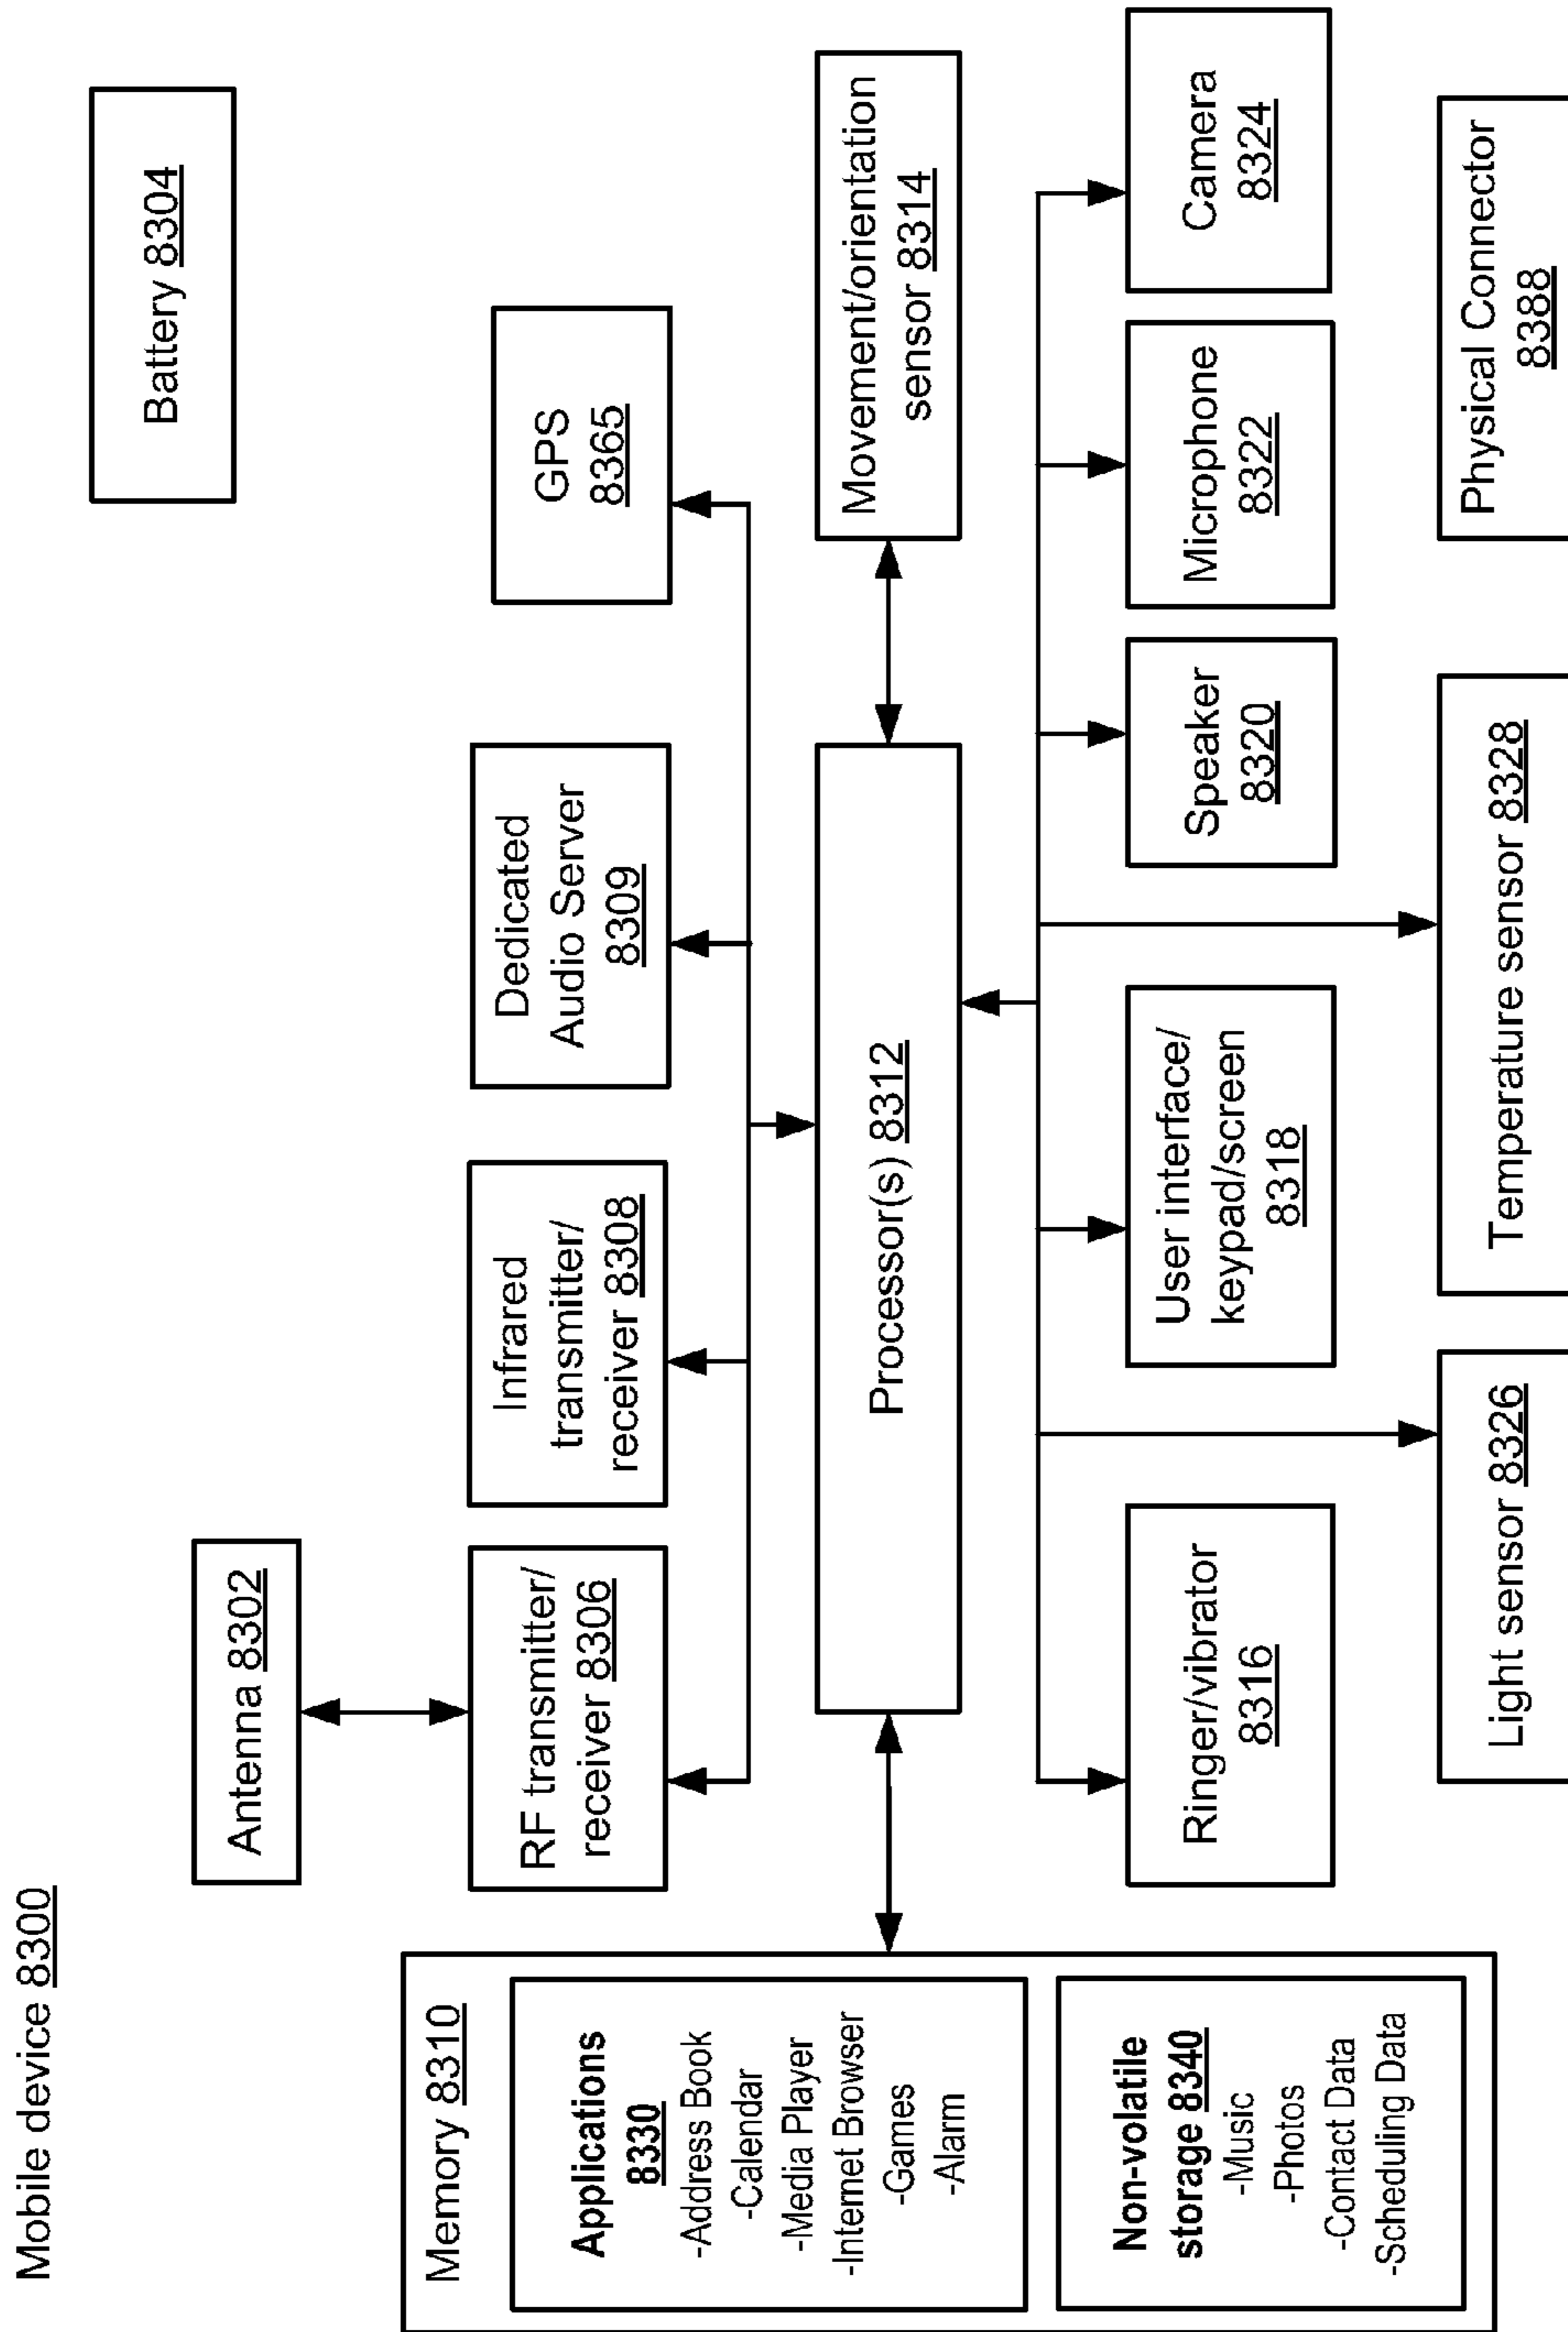 Mobile device 8300
Battery 8304
Antenna 8302
RF transmitter/
receiver 8306
Infrared
transmitter/
receiver 8308
Dedicated
Audio Server
8309
GPS
8365
Memory 8310
Applications
8330
-Address Book
-Calendar
-Media Player
-Internet Browser
-Games
-Alarm
Non-volatile
storage 8340
-Music
-Photos
-Contact Data
-Scheduling Data
Processor(s) 8312
Movement/orientation
sensor 8314
Ringer/vibrator
8316
User interface/
keypad/screen
8318
Speaker
8320
Microphone
8322
Camera
8324
Light sensor 8326
Temperature sensor 8328
Physical Connector
8388